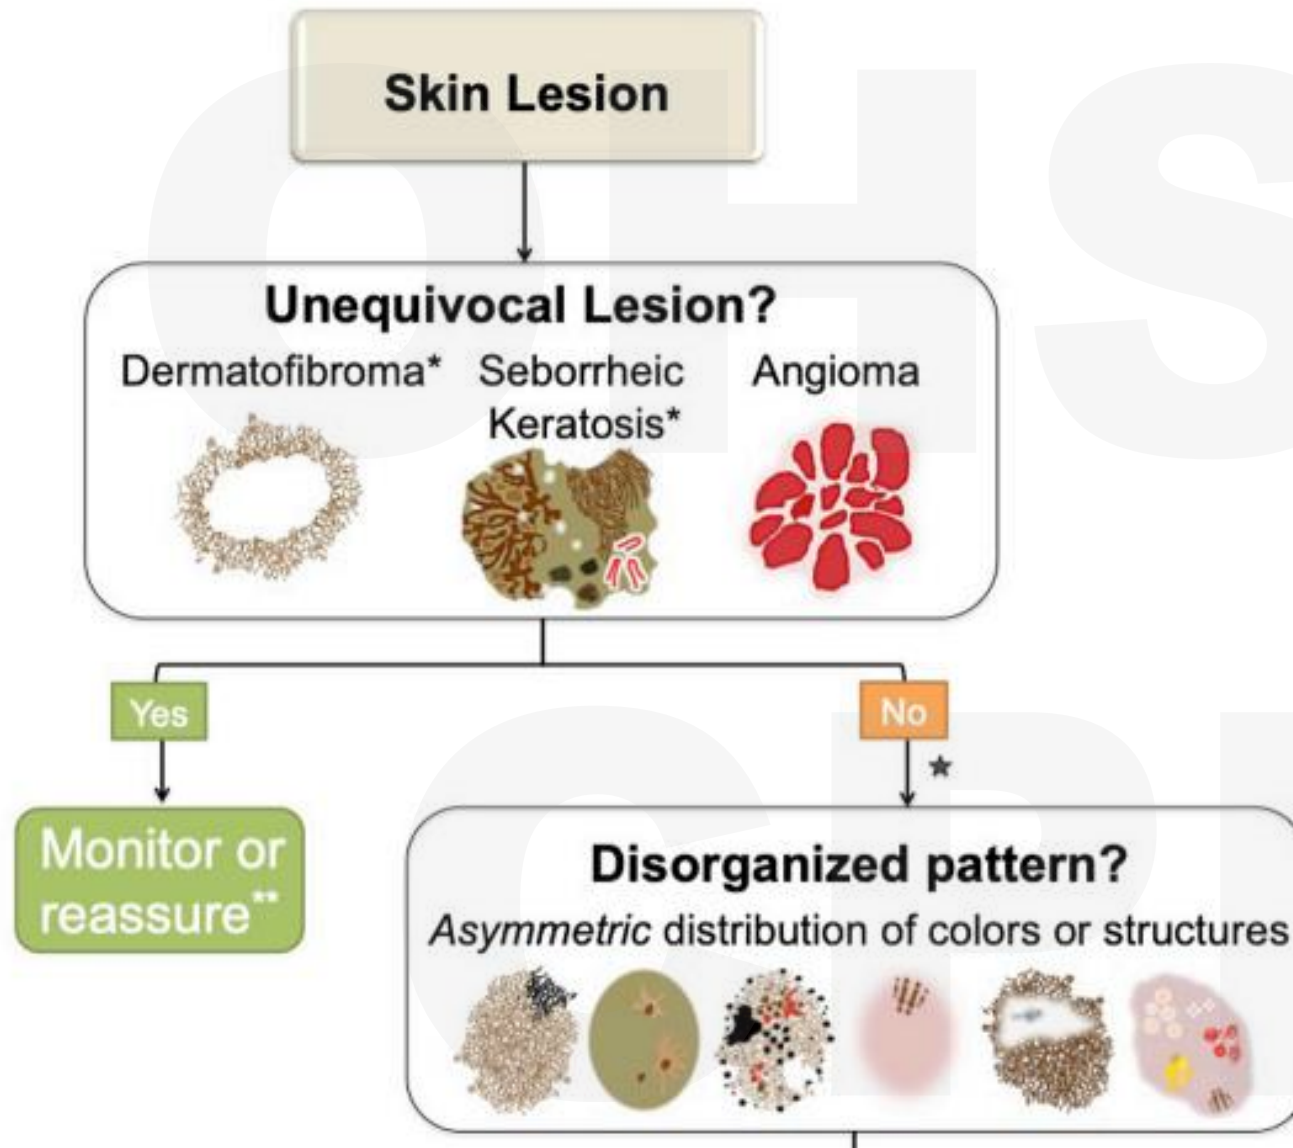 Skin Lesion
Unequivocal Lesion?
Dermatofibroma*
Seborrheic
Keratosis*
Angioma
Yes
No
Monitor or
reassure**
Disorganized pattern?
Asymmetric distribution of colors or structures
OHS